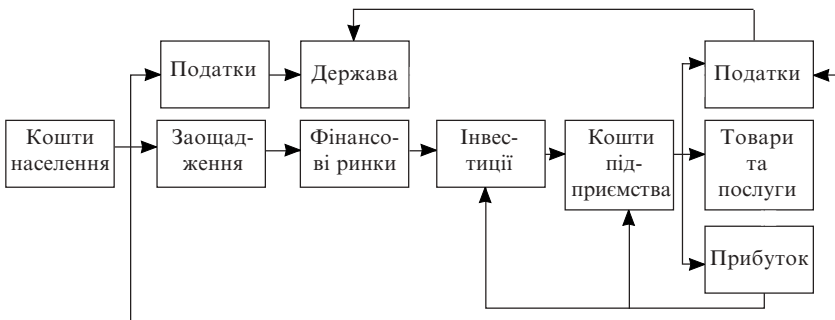 Податки
Держава
Податки
Кошти
населення
Заощад-
ження
Фінансо-
ві ринки
Інвес-
тиції
Кошти
під-
приємства
Товари
та
послуги
Прибуток